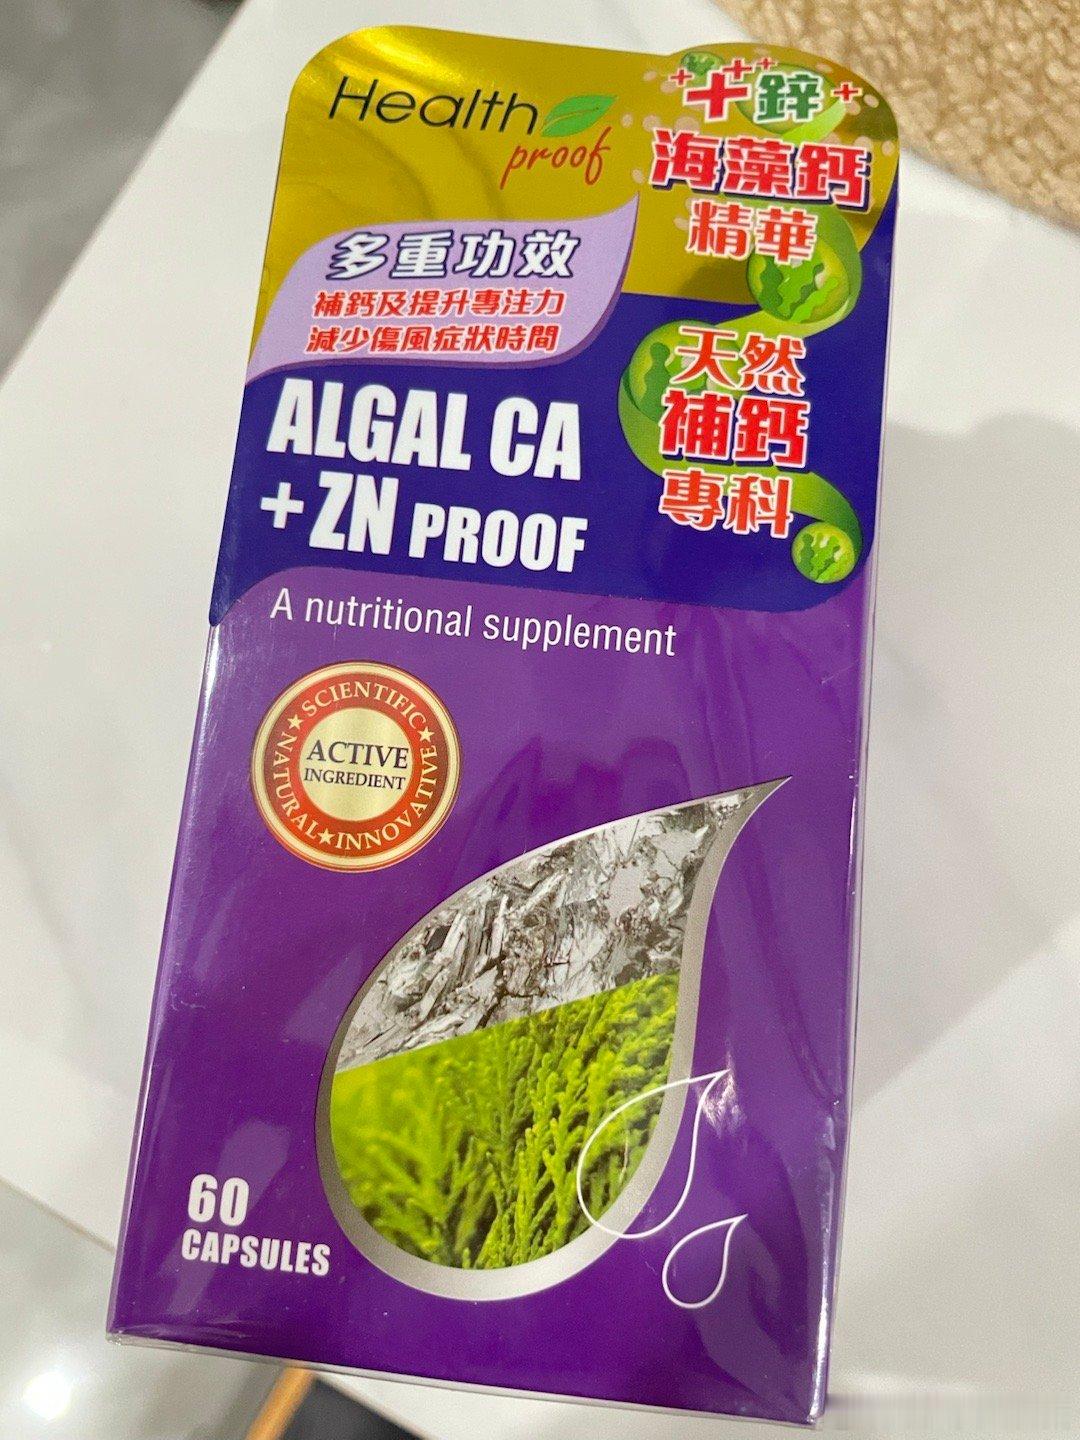 Health
proof
+鋅
海藻鈣
精華
多重功效
補鈣及提升專注力
減少傷風症狀時間
天然
補鈣
專科
ALGAL CA
+ ZN PROOF
A nutritional supplement
SCIENTIFIC
NATURAL
INNOVATIVE
ACTIVE
INGREDIENT
60
CAPSULES